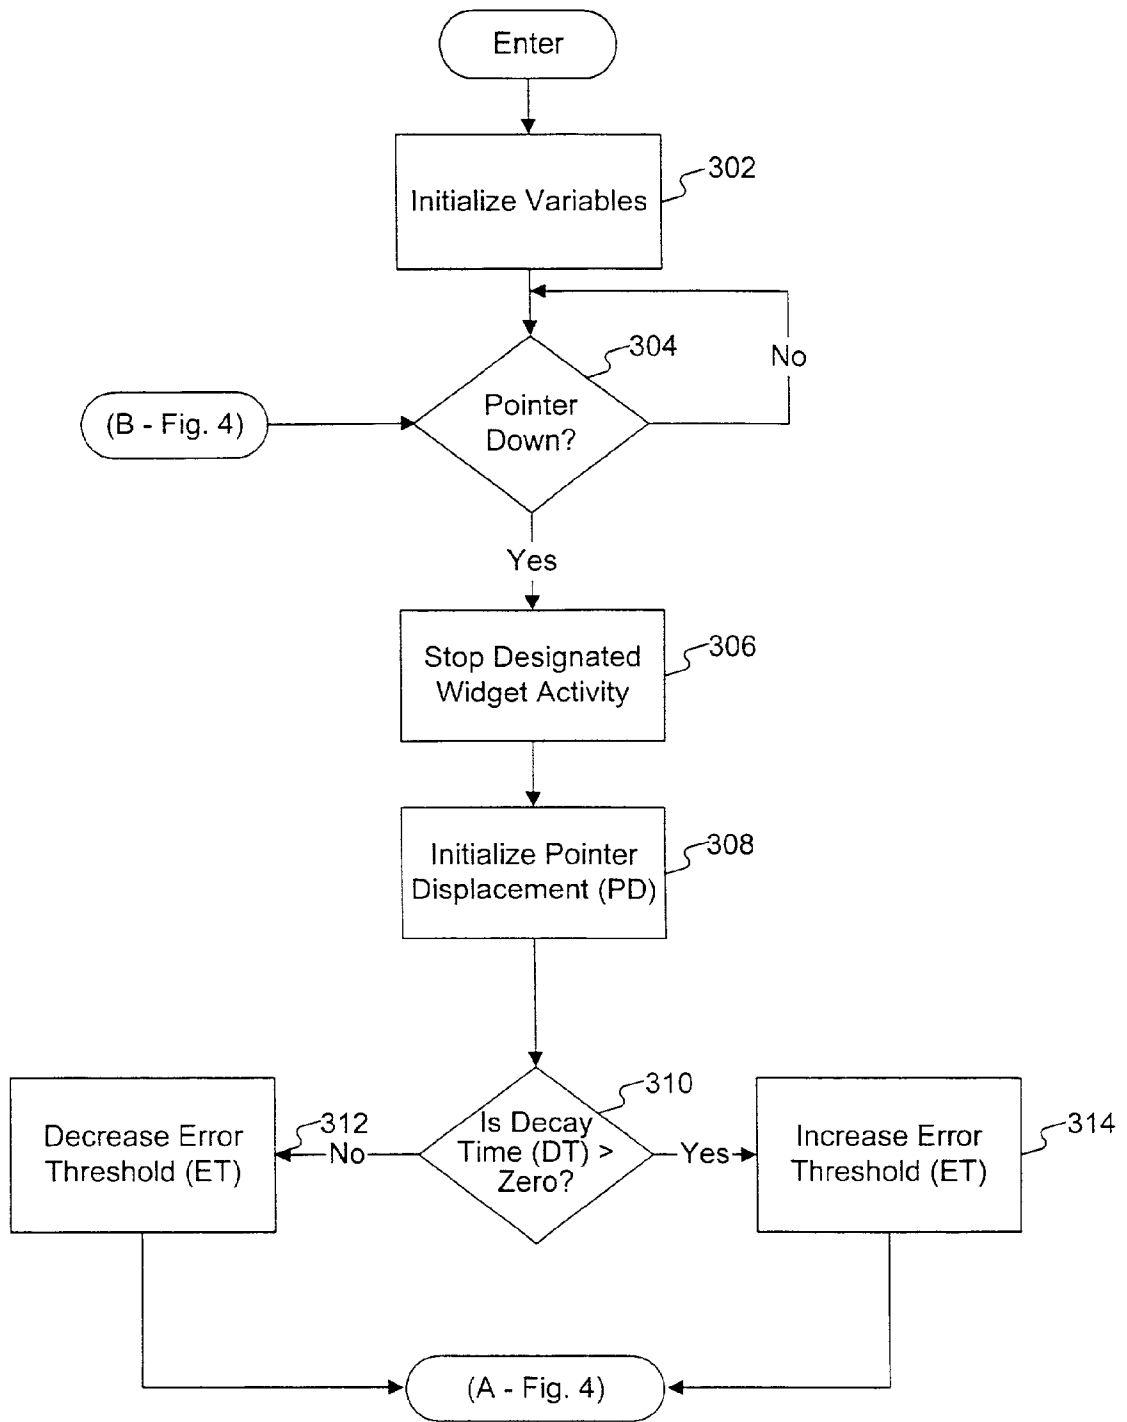 Enter
302
Initialize Variables
304
No
(B - Fig. 4)
Pointer
Down?
Yes
306
Stop Designated
Widget Activity
308
Initialize Pointer
Displacement (PD)
310
312
314
Decrease Error
Threshold (ET)
No
Is Decay
Time (DT) >
Zero?
Yes
Increase Error
Threshold (ET)
(A - Fig. 4)